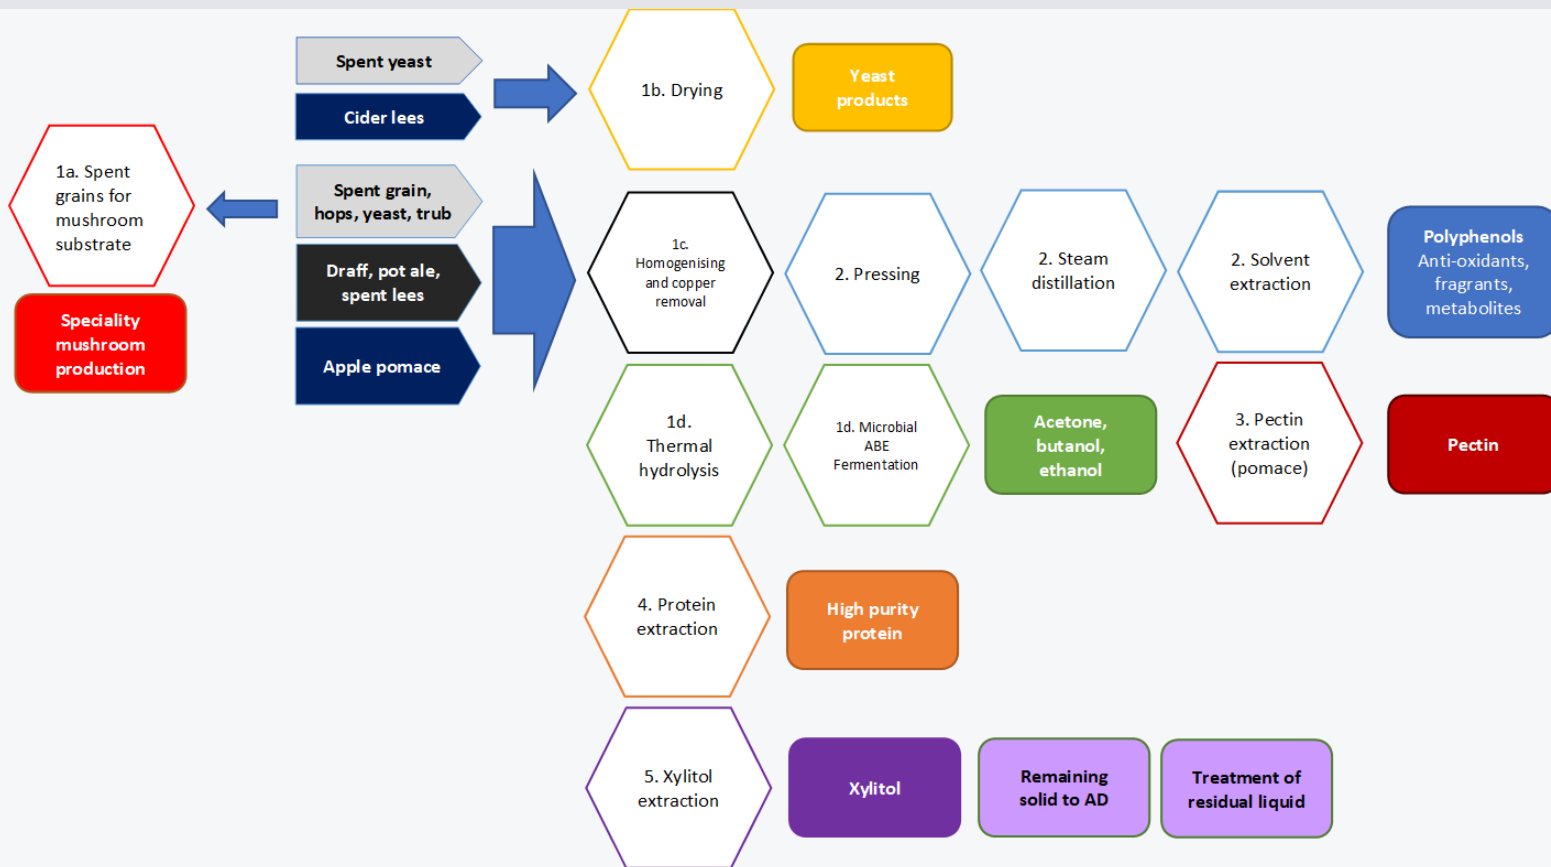 Spent yeast
Cider lees
1b. Drying
Yeast
products
1a. Spent
grains for
mushroom
substrate
Speciality
mushroom
production
Spent grain,
hops, yeast, trub
Draff, pot ale,
spent lees
Apple pomace
1c.
Homogenising
and copper
removal
2. Pressing
2. Steam
distillation
2. Solvent
extraction
Polyphenols
Anti-oxidants,
fragrants,
metabolites
1d.
Thermal
hydrolysis
1d. Microbial
ABE
Fermentation
Acetone,
butanol,
ethanol
3. Pectin
extraction
(pomace)
Pectin
4. Protein
extraction
High purity
protein
5. Xylitol
extraction
Xylitol
Remaining
solid to AD
Treatment of
residual liquid